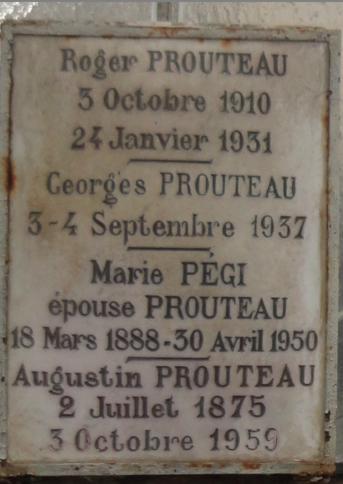 Roger PROUTEAU
3 Octobre 1910
24 Janvier 1931
Georges PROUTEAU
3-4 Septembre 1937
Marie PÉGI
épouse PROUTEAU
18 Mars 1888-30 Avril 1950
Augustin PROUTEAU
2 Juillet 1875
3 Octobre 1959